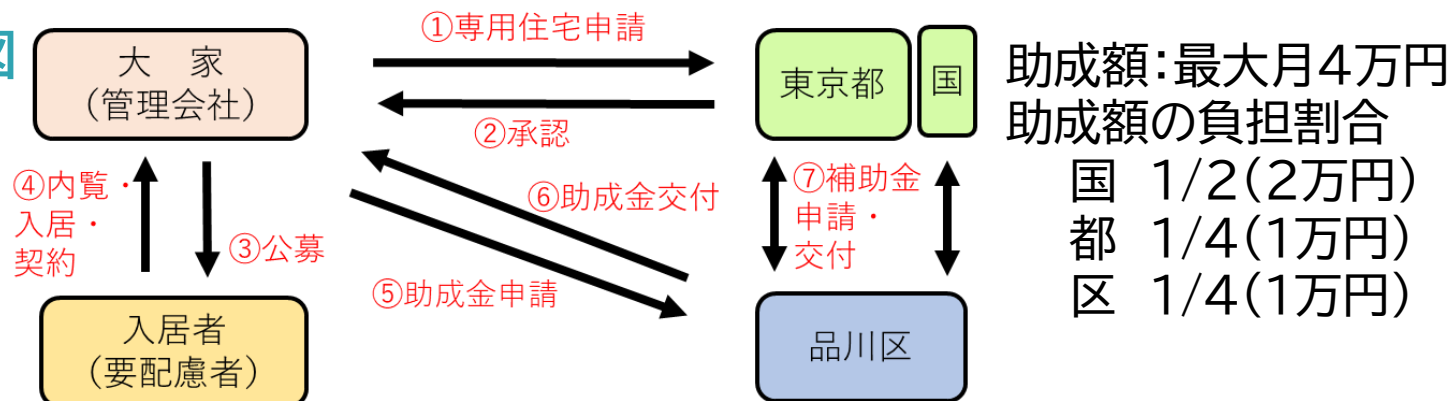 図
大　家
(管理会社)
①専用住宅申請
②承認
東京都
国
④内覧・
入居・
契約
③公募
⑥助成金交付
⑤助成金申請
⑦補助金
申請・
交付
入居者
(要配慮者)
品川区
助成額：最大月4万円
助成額の負担割合
国　1/2(2万円)
都　1/4(1万円)
区　1/4(1万円)